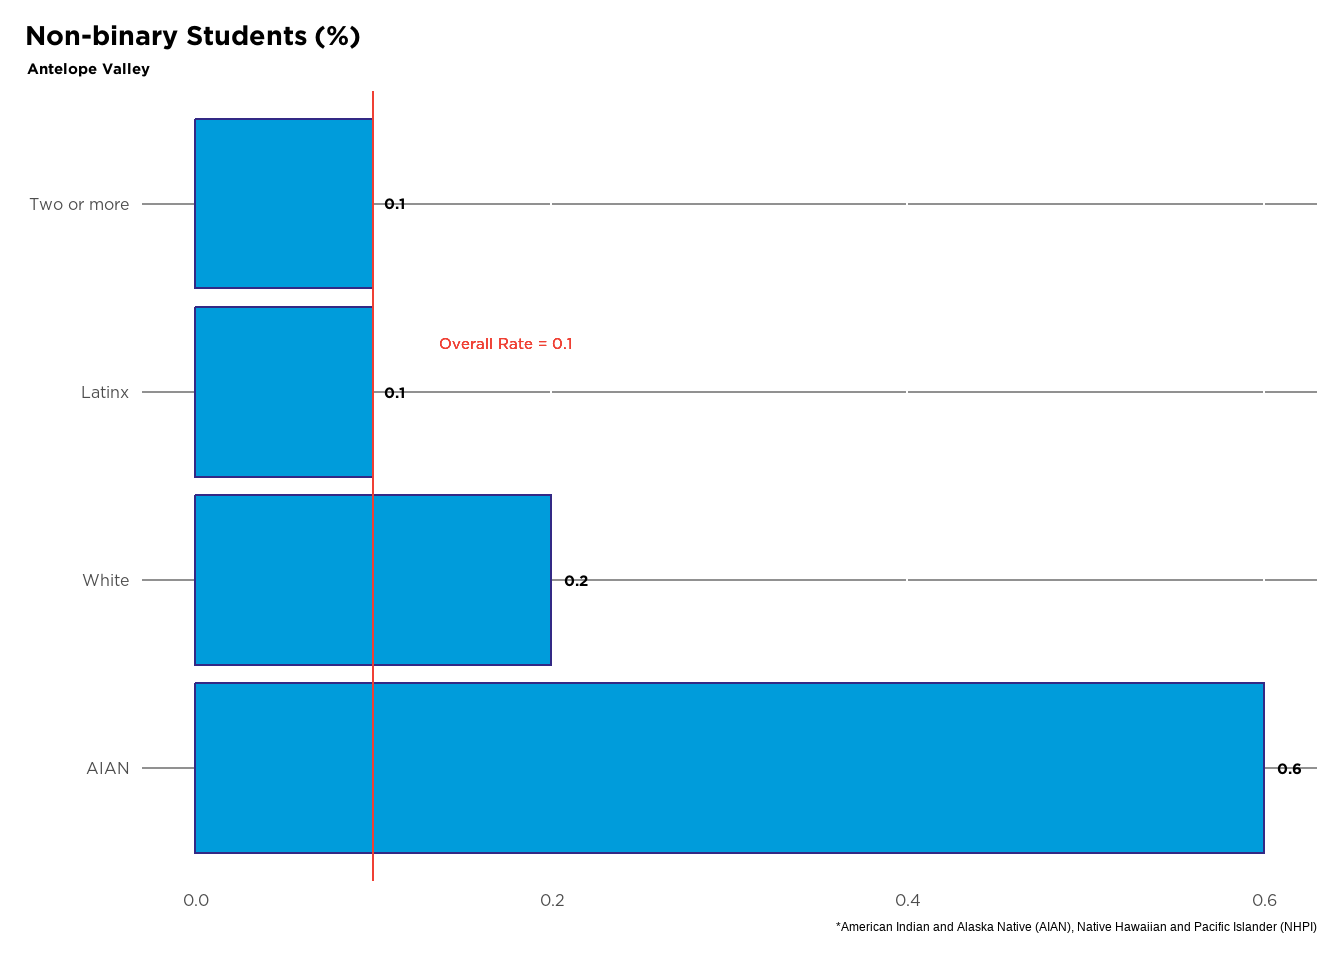 Non-binary Students (%)
Antelope Valley
Two or more
0.1
Overall Rate = 0.1
Latinx
0.1
White
0.2
AIAN
0.6
0.0 0.2 0.4 0.6
*American Indian and Alaska Native (AIAN), Native Hawaiian and Pacific Islander (NHPI)